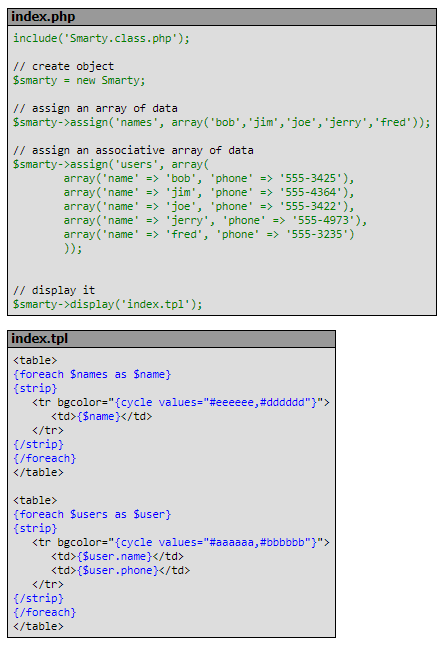 index.php
include('Smarty.class.php');
// create object
$smarty = new Smarty;
// assign an array of data
$smarty->assign('names', array('bob','jim','joe','jerry','fred'));
// assign an associative array of data
$smarty->assign('users', array(
array('name' => 'bob', 'phone' => '555-3425'),
array('name' => 'jim', 'phone' => '555-4364'),
array('name' => 'joe', 'phone' => '555-3422'),
array('name' => 'jerry', 'phone' => '555-4973'),
array('name' => 'fred', 'phone' => '555-3235')
));
// display it
$smarty->display('index.tpl');
index.tpl
<table>
{foreach $names as $name}
{strip}
<tr bgcolor="{cycle values="#eeeeee,#dddddd"}">
<td>{$name}</td>
</tr>
{/strip}
{/foreach}
</table>
<table>
{foreach $users as $user}
{strip}
<tr bgcolor="{cycle values="#aaaaaa,#bbbbbb"}">
<td>{$user.name}</td>
<td>{$user.phone}</td>
</tr>
{/strip}
{/foreach}
</table>